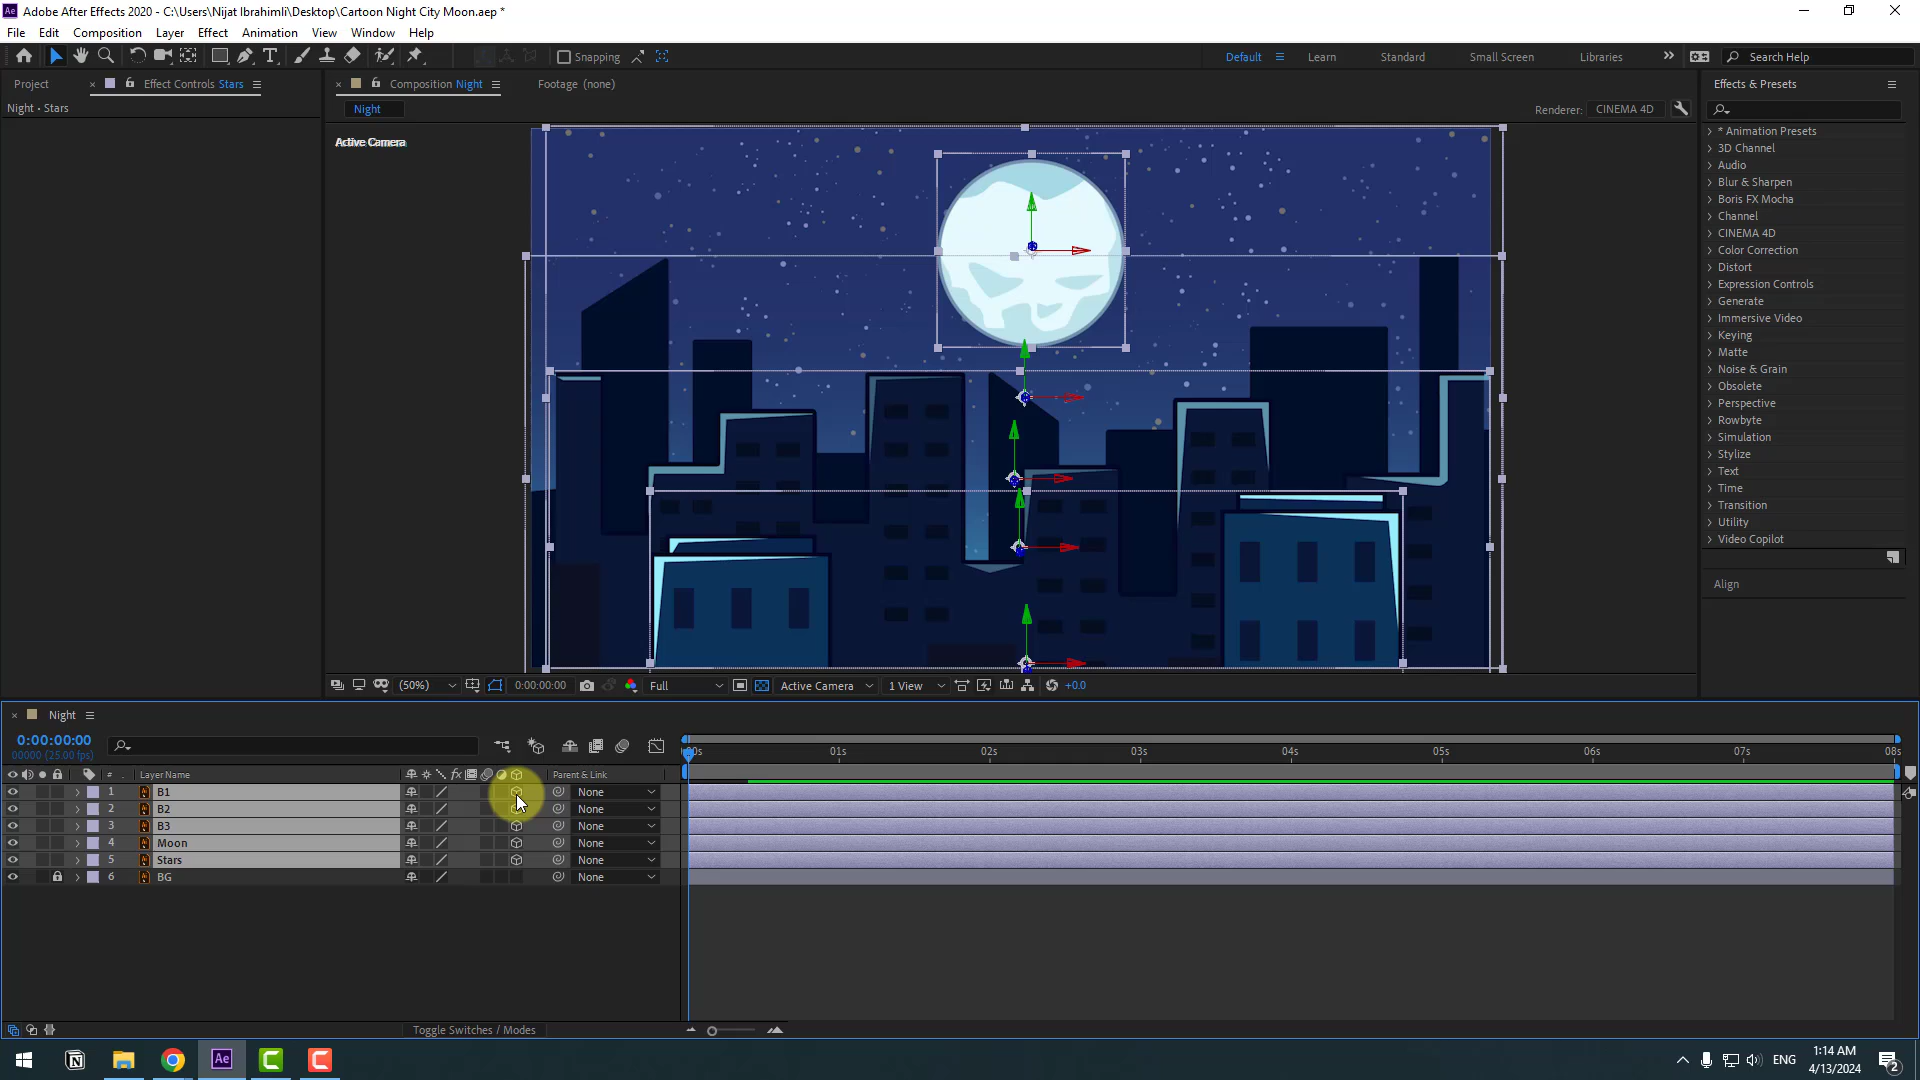 Adobe After Effects 2020 - C:\Users\Nijat Ibrahimli\Desktop\Cartoon Night City Moon.aep *
File Edit Composition Layer Effect Animation View Window Help
Snapping
Default Learn Standard Small Screen Libraries Search Help
Project Effect Controls Stars
Composition Night Footage (none)
Effects & Presets
Night • Stars
Night
Renderer: CINEMA 4D
Active Camera
* Animation Presets
3D Channel
Audio
Blur & Sharpen
Boris FX Mocha
Channel
CINEMA 4D
Color Correction
Distort
Expression Controls
Generate
Immersive Video
Keying
Matte
Noise & Grain
Obsolete
Perspective
Rowbyte
Simulation
Stylize
Text
Time
Transition
Utility
Video Copilot
Align
(50%) 0:00:00:00 Full Active Camera 1 View +0.0
Night
0:00:00:00
00000 (25.00 fps)
:00s 01s 02s 03s 04s 05s 06s 07s 08s
# Layer Name fx Parent & Link
1 B1 None
2 B2 None
3 B3 None
4 Moon None
5 Stars None
6 BG None
Toggle Switches / Modes
Ae
ENG
1:14 AM
4/13/2024
2